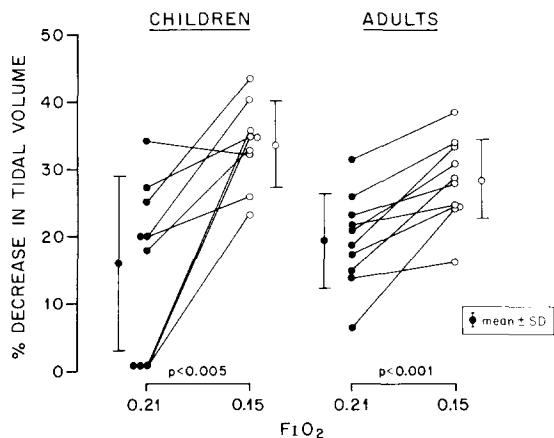 CHILDREN ADULTS
% DECREASE IN TIDAL VOLUME
50
40
30
20
10
0
mean ± SD
p<0.005 p<0.001
0.21 0.15 0.21 0.15
FIO2